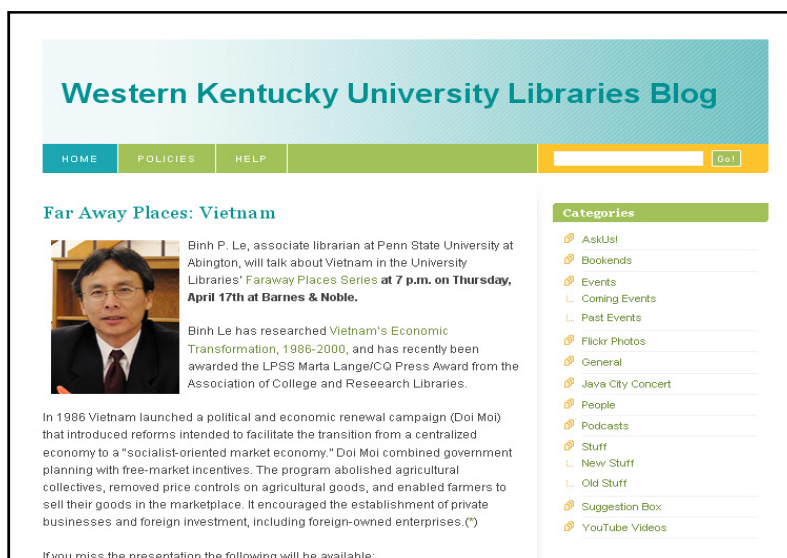 Western Kentucky University Libraries Blog
HOME POLICIES HELP Go!
Far Away Places: Vietnam
Binh P. Le, associate librarian at Penn State University at
Abington, will talk about Vietnam in the University
Libraries' Faraway Places Series at 7 p.m. on Thursday,
April 17th at Barnes & Noble.
Binh Le has researched Vietnam's Economic
Transformation, 1986-2000, and has recently been
awarded the LPSS Marta Lange/CQ Press Award from the
Association of College and Reseearch Libraries.
In 1986 Vietnam launched a political and economic renewal campaign (Doi Moi)
that introduced reforms intended to facilitate the transition from a centralized
economy to a "socialist-oriented market economy." Doi Moi combined government
planning with free-market incentives. The program abolished agricultural
collectives, removed price controls on agricultural goods, and enabled farmers to
sell their goods in the marketplace. It encouraged the establishment of private
businesses and foreign investment, including foreign-owned enterprises.(*)
If you miss the presentation the following will be available:
Categories
AskUs!
Bookends
Events
Coming Events
Past Events
Flickr Photos
General
Java City Concert
People
Podcasts
Stuff
New Stuff
Old Stuff
Suggestion Box
YouTube Videos